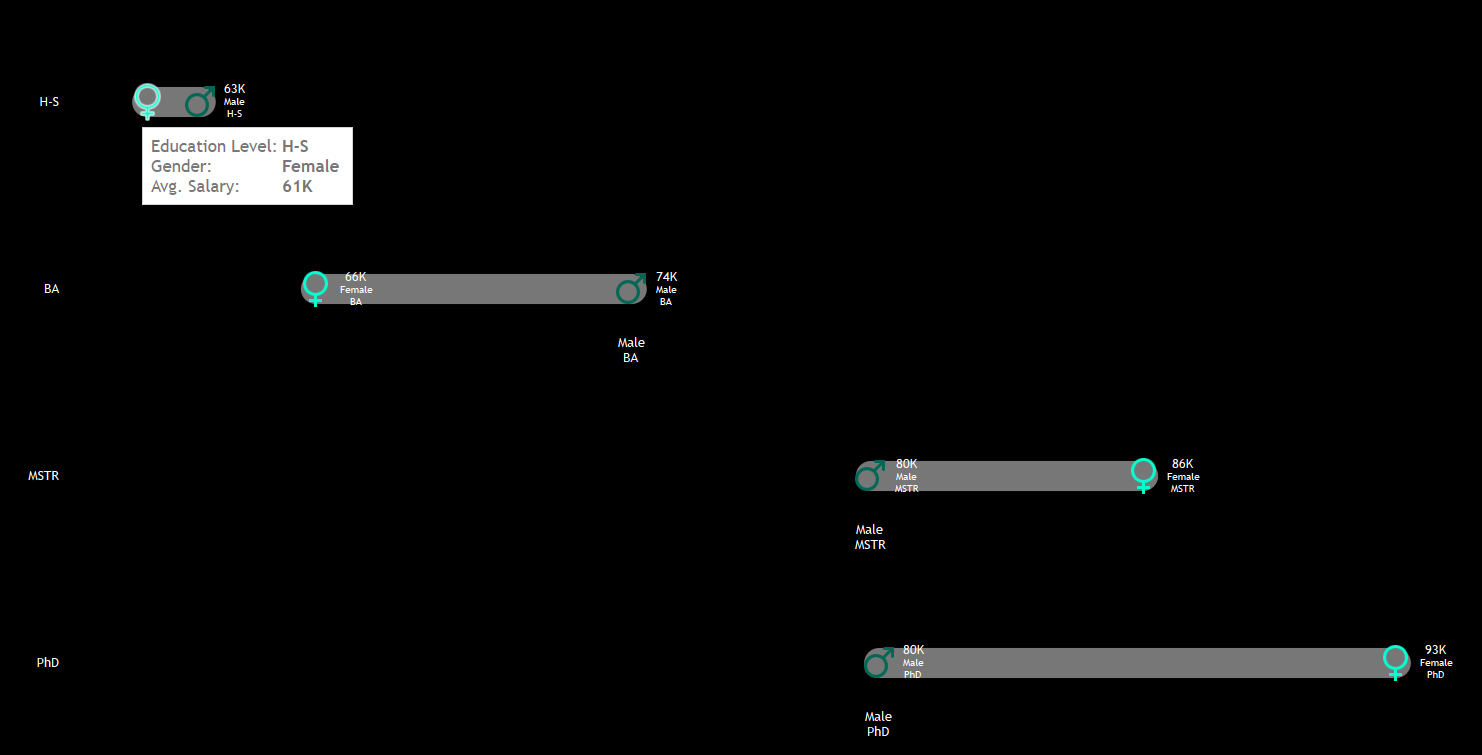 H-S
63K
Male
H-S
Education Level: H-S
Gender: Female
Avg. Salary: 61K
BA
66K
Female
BA
74K
Male
BA
Male
BA
MSTR
80K
Male
MSTR
86K
Female
MSTR
Male
MSTR
PhD
80K
Male
PhD
93K
Female
PhD
Male
PhD